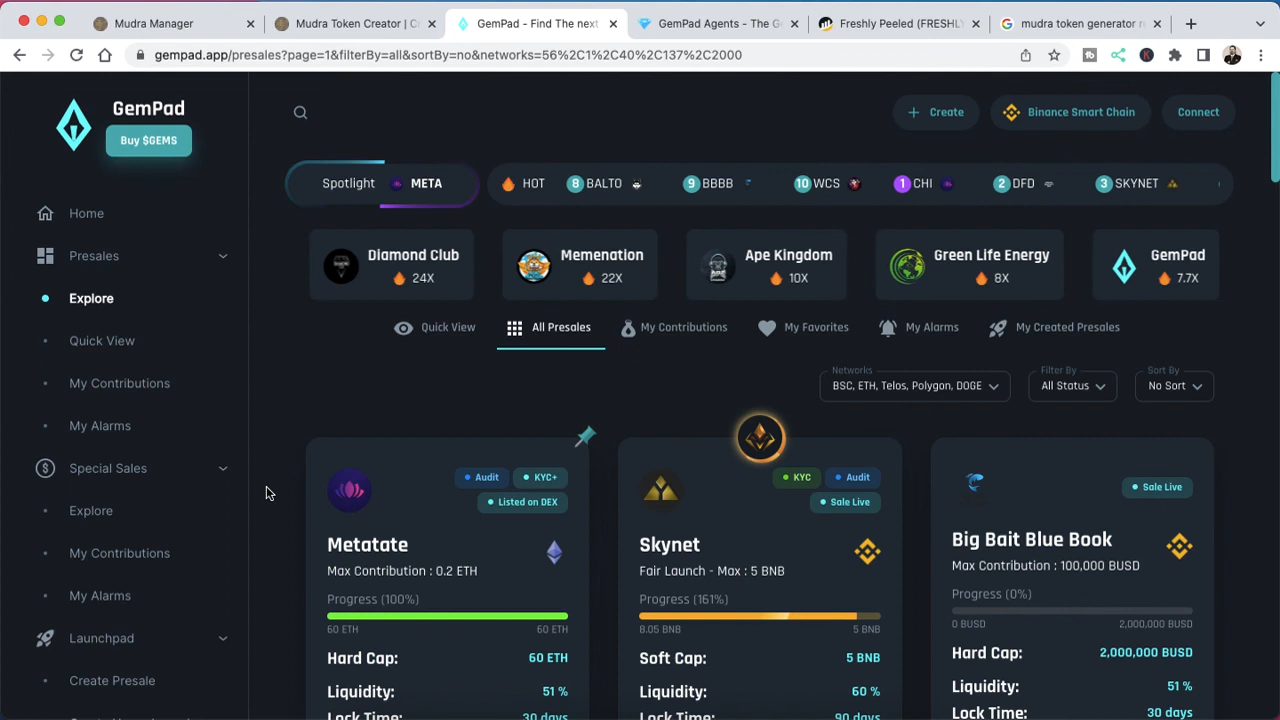 Mudra Manager
Mudra Token Creator | C
GemPad - Find The next
GemPad Agents - The G
Freshly Peeled (FRESHLY
mudra token generator r
gempad.app/presales?page=1&filterBy=all&sortBy=no&networks=56%2C1%2C40%2C137%2C2000
GemPad
Buy $GEMS
Home
Presales
Explore
Quick View
My Contributions
My Alarms
Special Sales
Explore
My Contributions
My Alarms
Launchpad
Create Presale
+ Create
Binance Smart Chain
Connect
Spotlight META
HOT 8 BALTO 9 BBBB 10 WCS 1 CHI 2 DFD 3 SKYNET
Diamond Club
24X
Memenation
22X
Ape Kingdom
10X
Green Life Energy
8X
GemPad
7.7X
Quick View
All Presales
My Contributions
My Favorites
My Alarms
My Created Presales
Networks
BSC, ETH, Telos, Polygon, DOGE
Filter By
All Status
Sort By
No Sort
Audit
KYC+
Listed on DEX
Metatate
Max Contribution : 0.2 ETH
Progress (100%)
60 ETH 60 ETH
Hard Cap: 60 ETH
Liquidity: 51 %
Lock Time: 30 days
KYC
Audit
Sale Live
Skynet
Fair Launch - Max : 5 BNB
Progress (161%)
8.05 BNB 5 BNB
Soft Cap: 5 BNB
Liquidity: 60 %
Lock Time: 90 days
Sale Live
Big Bait Blue Book
Max Contribution : 100,000 BUSD
Progress (0%)
0 BUSD 2,000,000 BUSD
Hard Cap: 2,000,000 BUSD
Liquidity: 51 %
Lock Time: 30 days